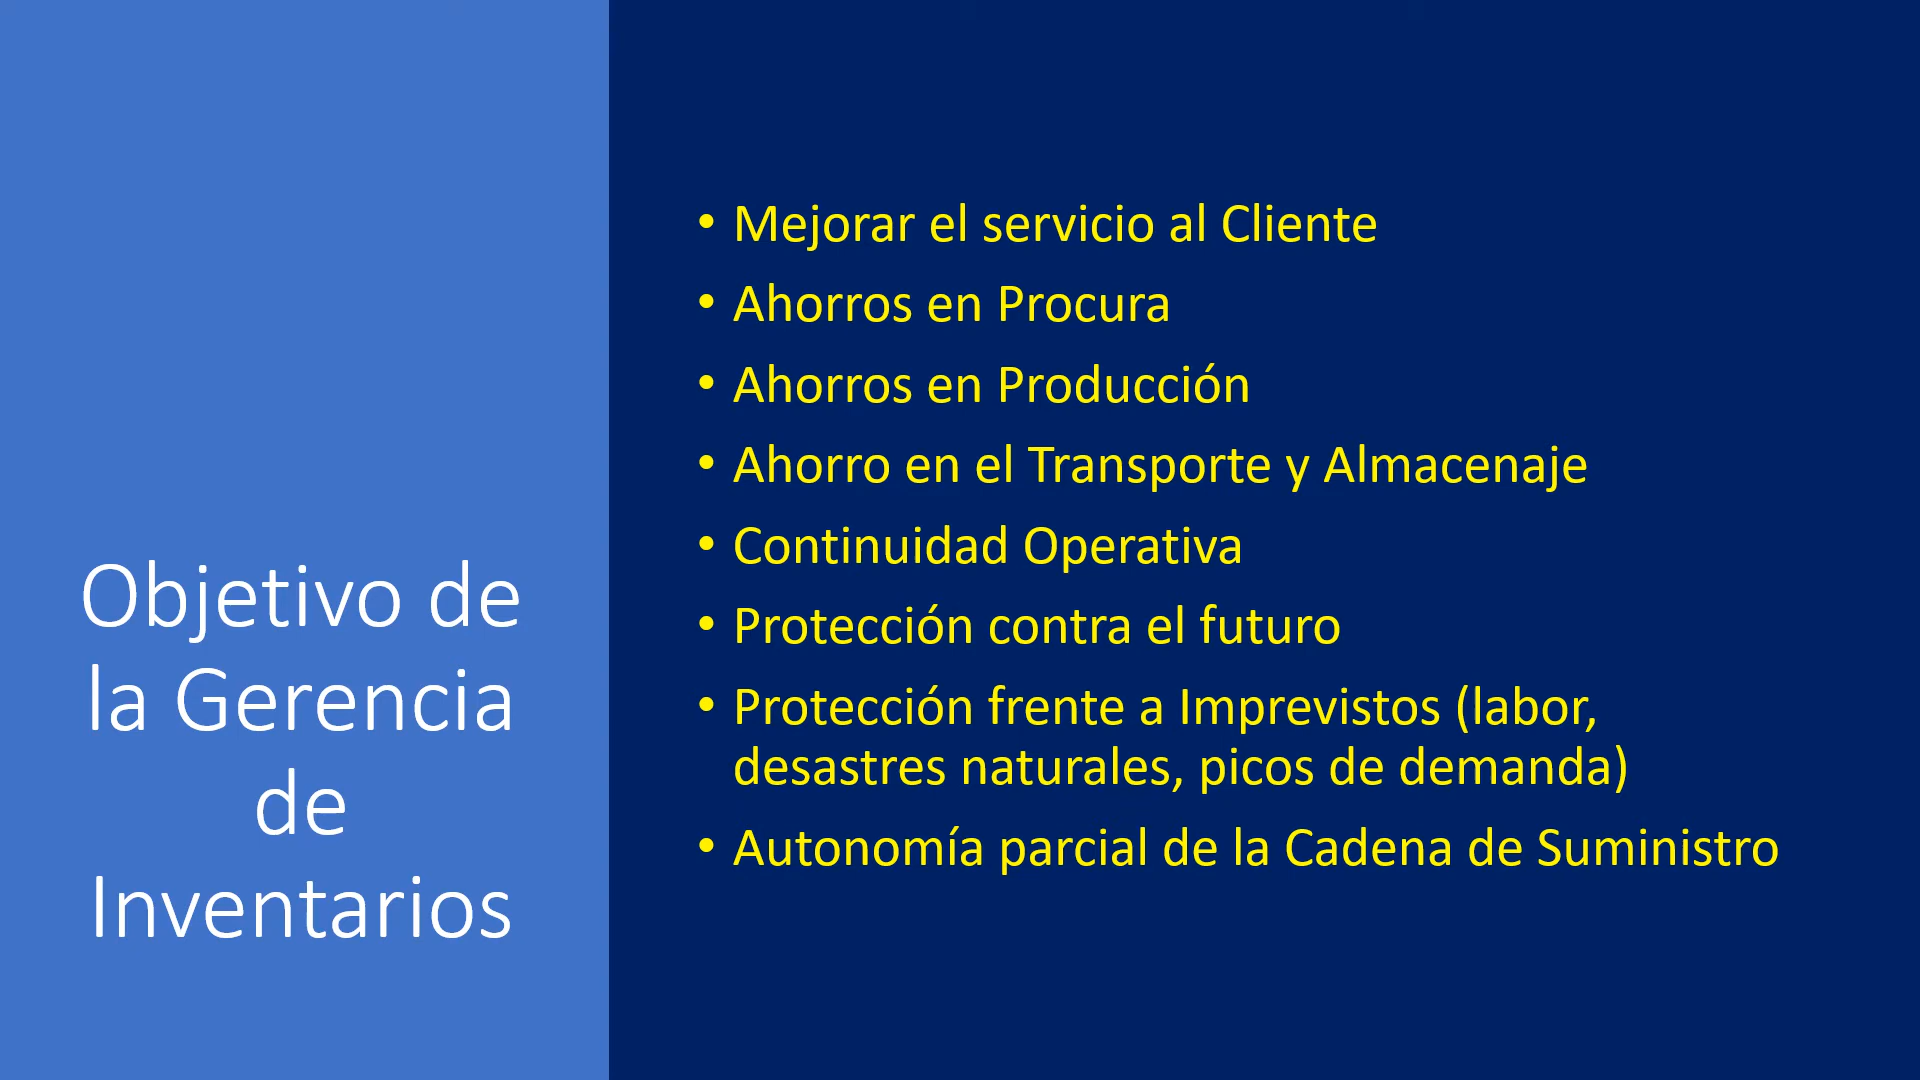 Objetivo de
la Gerencia
de
Inventarios
• Mejorar el servicio al Cliente
• Ahorros en Procura
• Ahorros en Producción
• Ahorro en el Transporte y Almacenaje
• Continuidad Operativa
• Protección contra el futuro
• Protección frente a Imprevistos (labor,
desastres naturales, picos de demanda)
• Autonomía parcial de la Cadena de Suministro